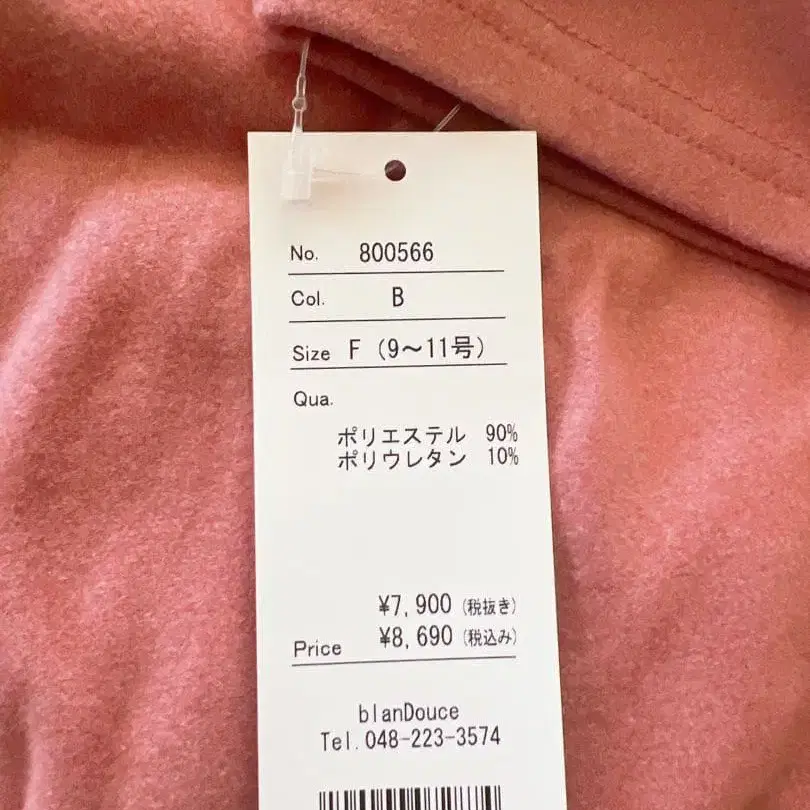 No. 800566
Col. B
Size F (9〜11号)
Qua.
ポリエステル 90%
ポリウレタン 10%
¥7,900 (税抜き)
Price ¥8,690 (税込み)
blanDouce
Tel.048-223-3574